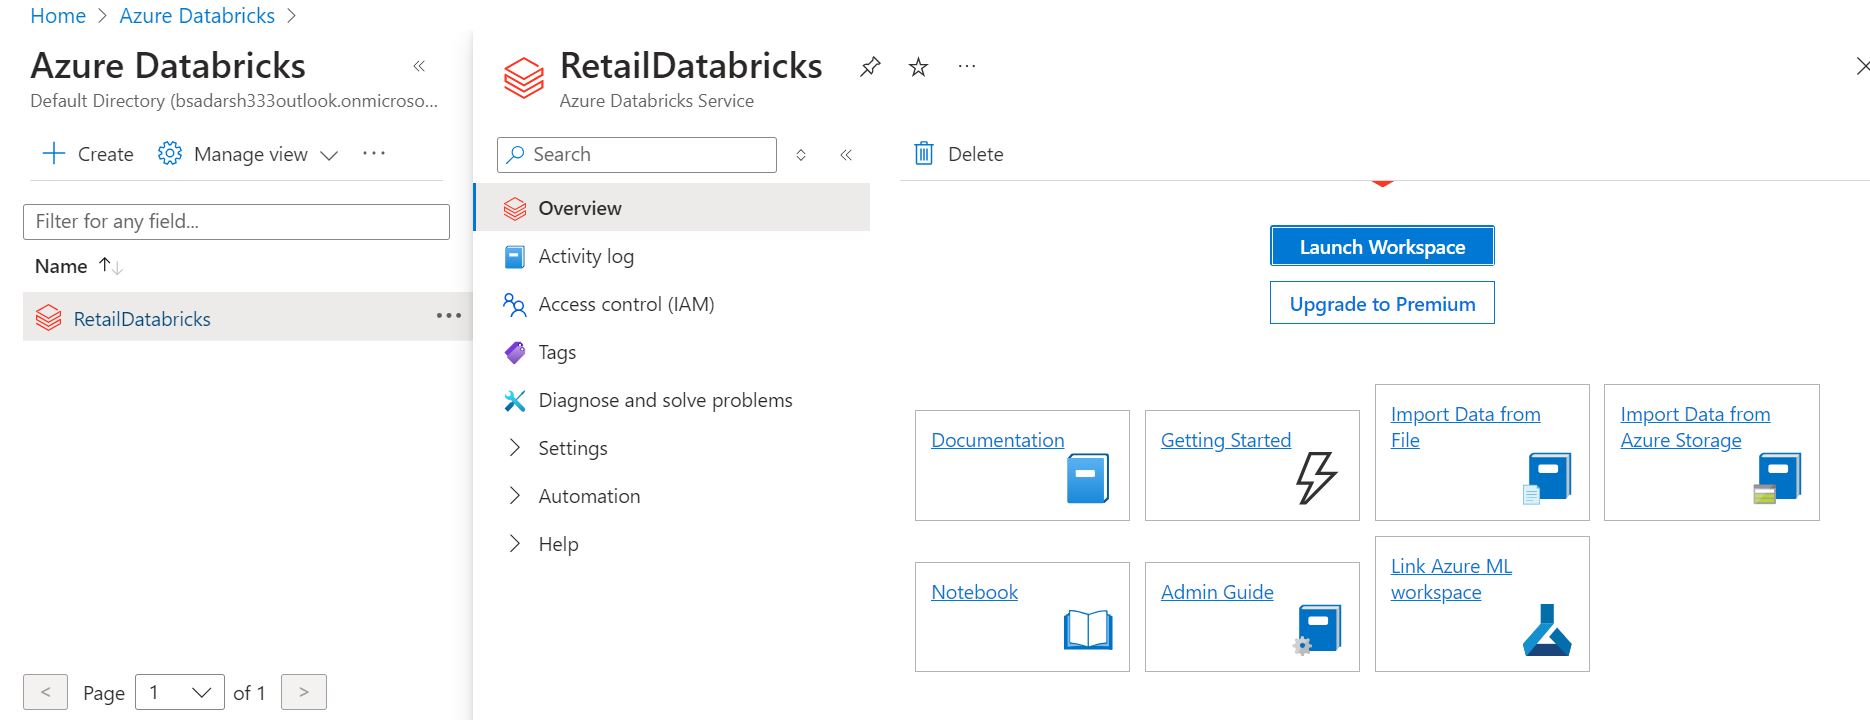 Home > Azure Databricks >
Azure Databricks «
Default Directory (bsadarsh333outlook.onmicroso...
+ Create Manage view ...
Filter for any field...
Name ↑↓
RetailDatabricks ...
< Page 1 of 1 >
RetailDatabricks ...
Azure Databricks Service
Search «
Overview
Activity log
Access control (IAM)
Tags
Diagnose and solve problems
> Settings
> Automation
> Help
Delete
Launch Workspace
Upgrade to Premium
Documentation
Getting Started
Import Data from
File
Import Data from
Azure Storage
Notebook
Admin Guide
Link Azure ML
workspace